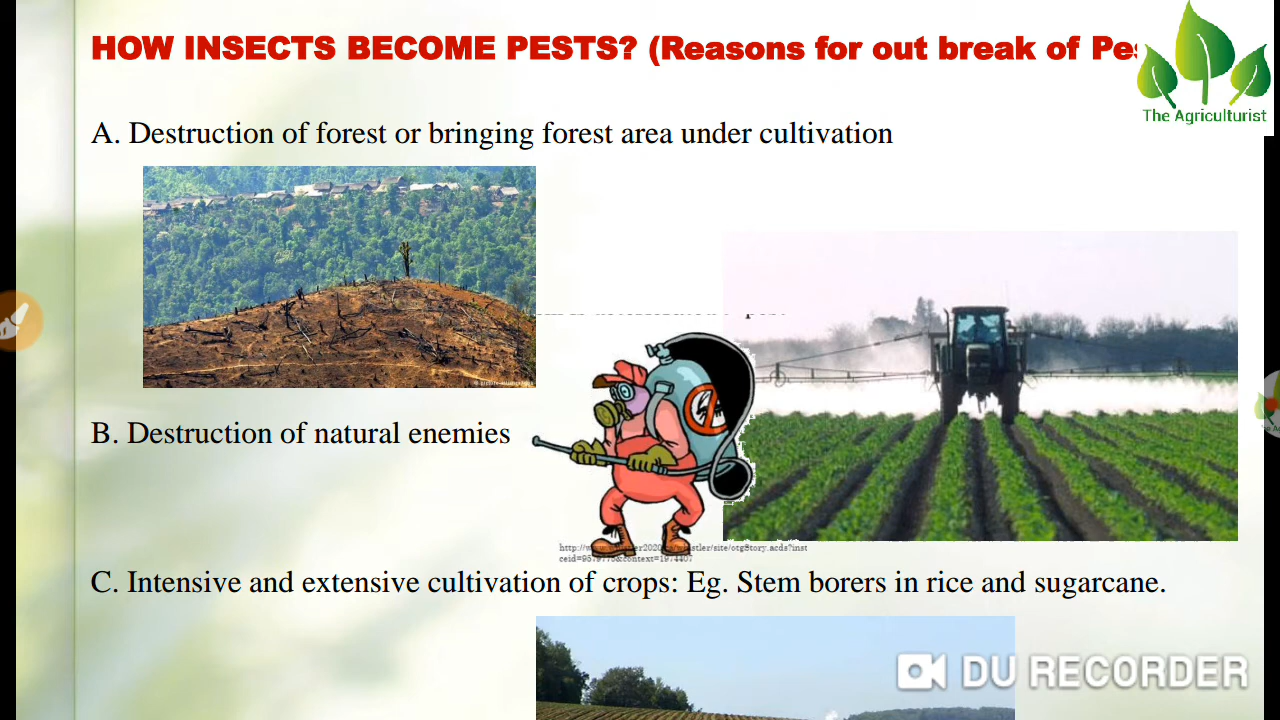 HOW INSECTS BECOME PESTS? (Reasons for out break of Pes
The Agriculturist
A. Destruction of forest or bringing forest area under cultivation
B. Destruction of natural enemies
C. Intensive and extensive cultivation of crops: Eg. Stem borers in rice and sugarcane.
DU RECORDER